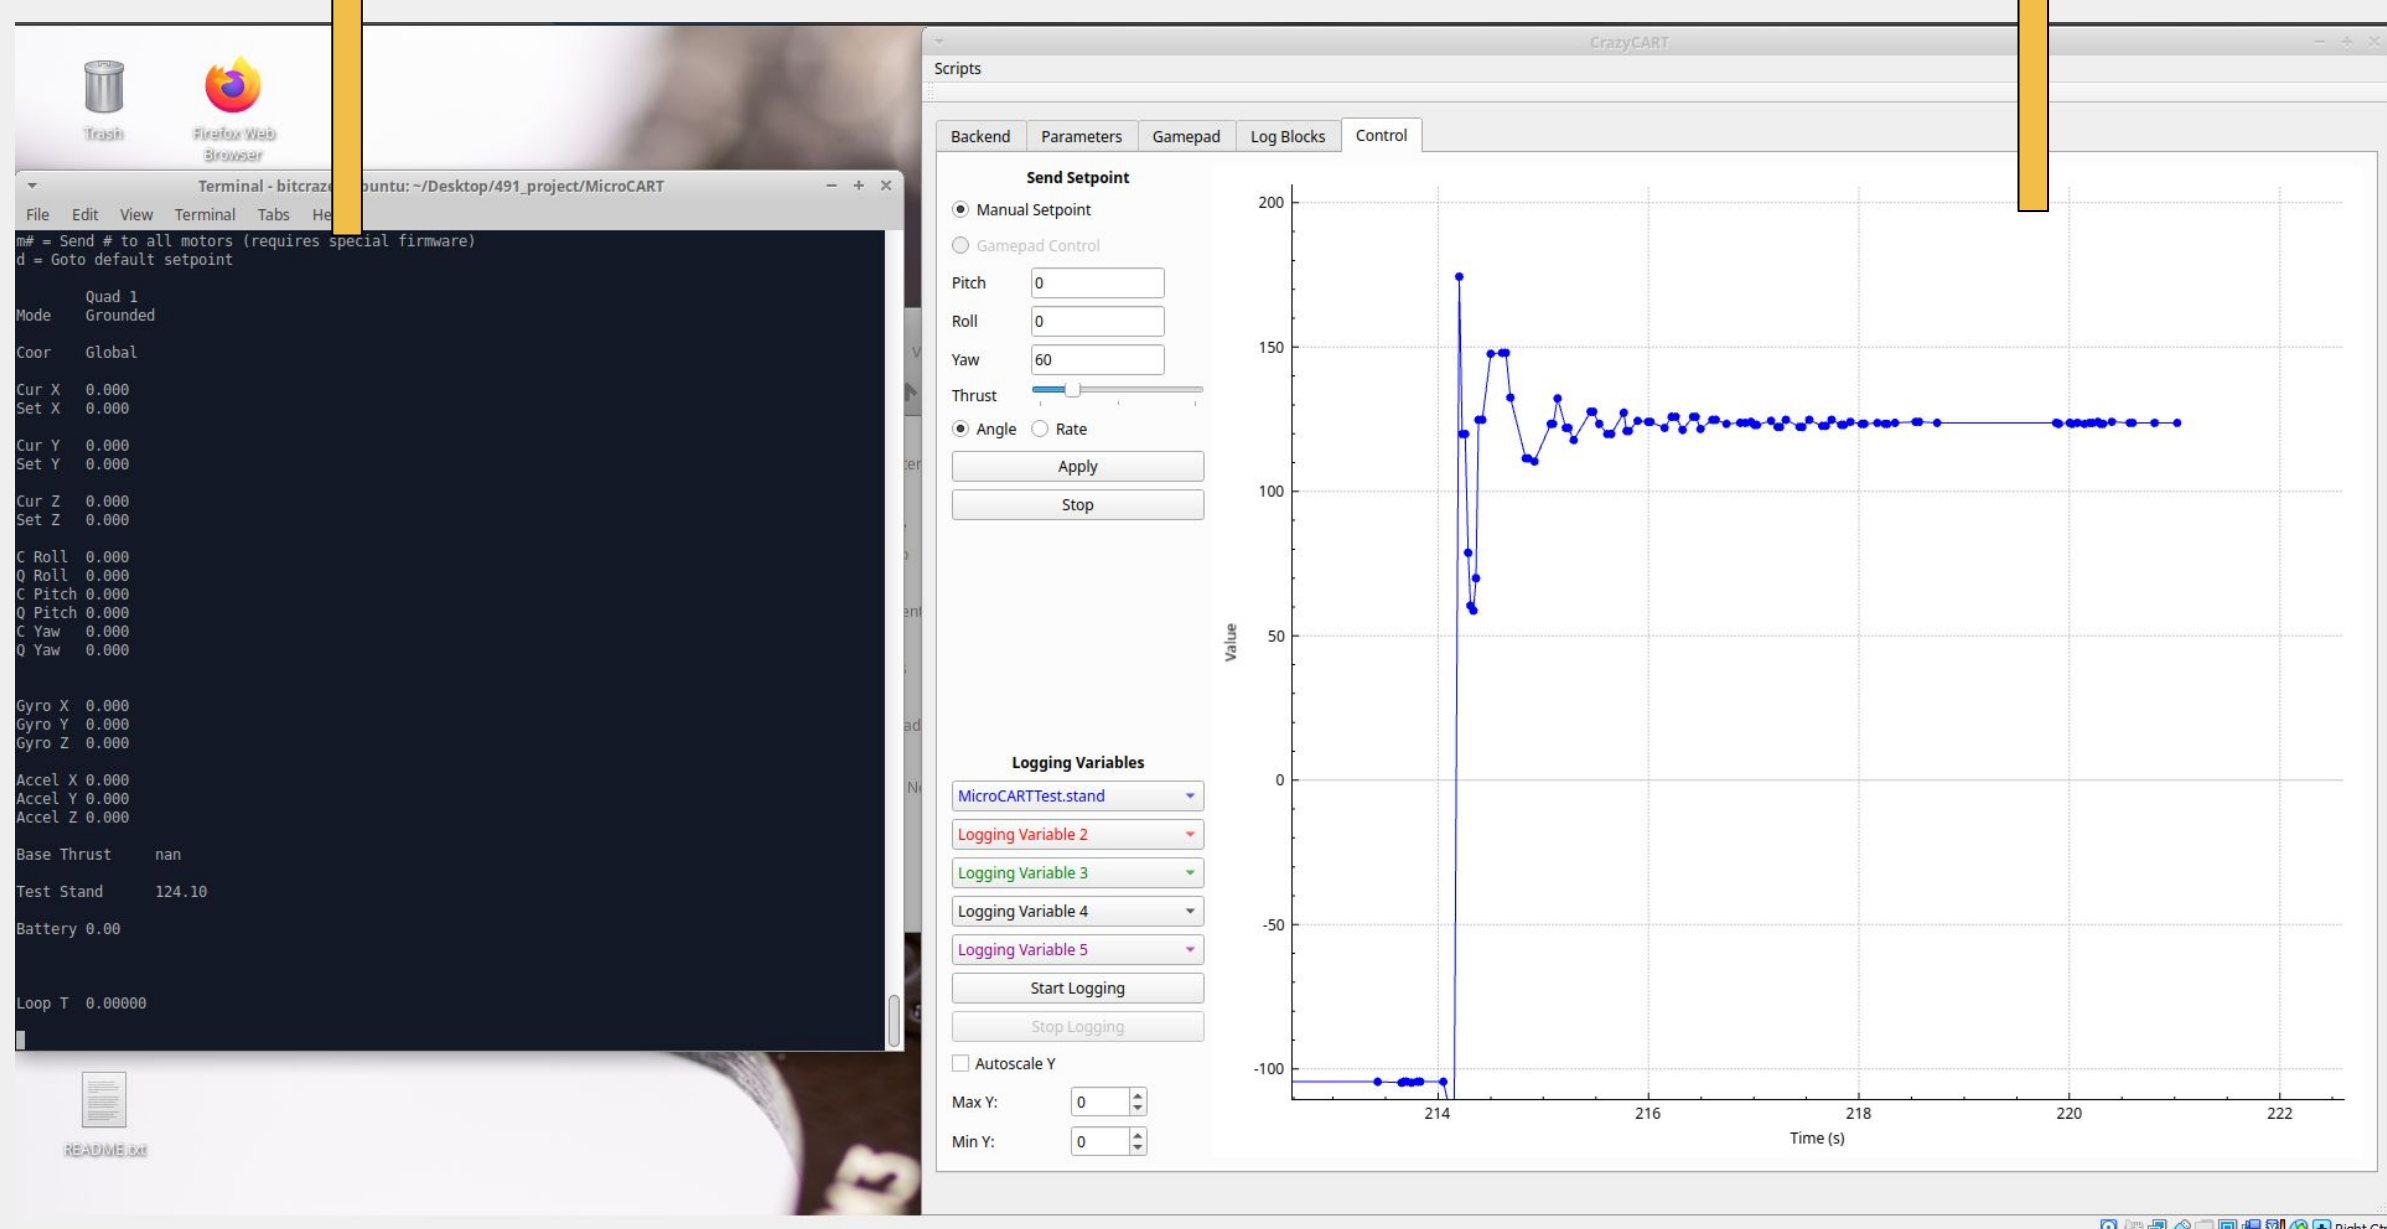 Trash
Firefox Web
Browser
Terminal - bitcraze
buntu: ~/Desktop/491_project/MicroCART
File Edit View Terminal Tabs He
m# = Send # to all motors (requires special firmware)
d = Goto default setpoint
Quad 1
Mode Grounded
Coor Global
Cur X 0.000
Set X 0.000
Cur Y 0.000
Set Y 0.000
Cur Z 0.000
Set Z 0.000
C Roll 0.000
Q Roll 0.000
C Pitch 0.000
Q Pitch 0.000
C Yaw 0.000
Q Yaw 0.000
Gyro X 0.000
Gyro Y 0.000
Gyro Z 0.000
Accel X 0.000
Accel Y 0.000
Accel Z 0.000
Base Thrust nan
Test Stand 124.10
Battery 0.00
Loop T 0.00000
README.txt
CrazyCART
Scripts
Backend Parameters Gamepad Log Blocks Control
Send Setpoint
Manual Setpoint
Gamepad Control
Pitch 0
Roll 0
Yaw 60
Thrust
Angle Rate
Apply
Stop
Logging Variables
MicroCARTTest.stand
Logging Variable 2
Logging Variable 3
Logging Variable 4
Logging Variable 5
Start Logging
Stop Logging
Autoscale Y
Max Y: 0
Min Y: 0
200
150
100
50
0
-50
-100
Value
214 216 218 220 222
Time (s)